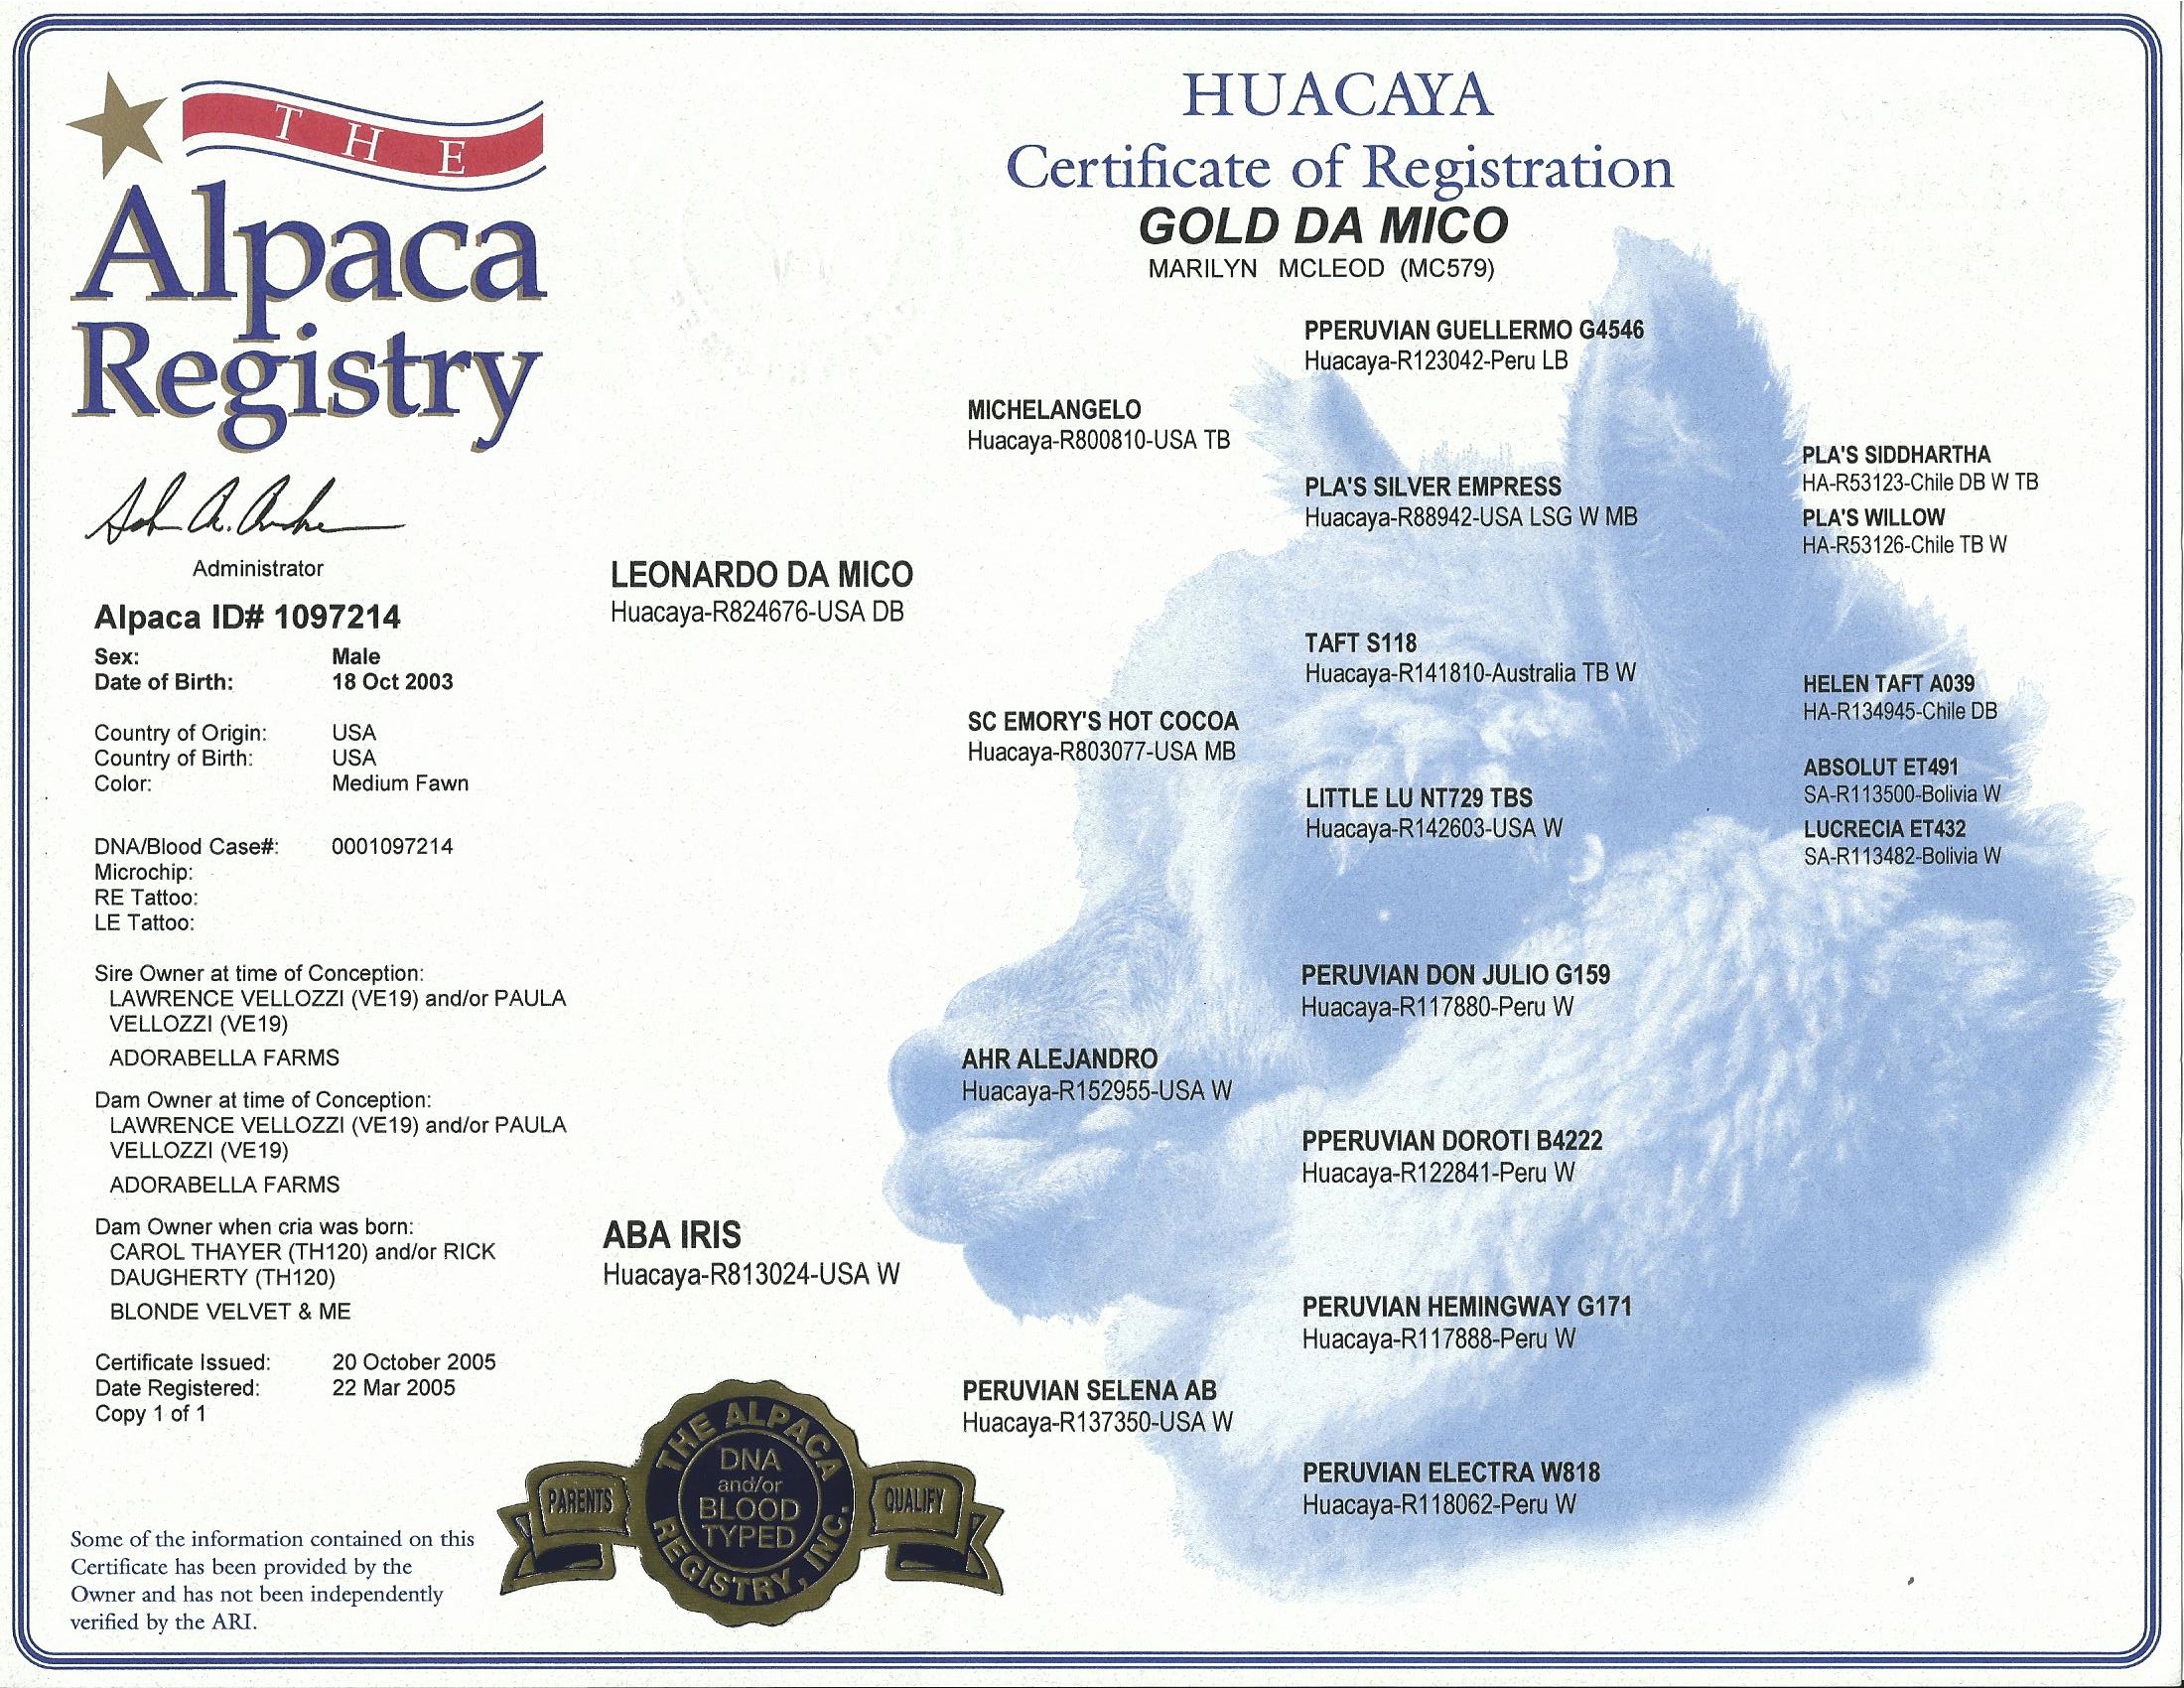 THE
Alpaca
Registry
Administrator
Alpaca ID# 1097214
Sex: Male
Date of Birth: 18 Oct 2003
Country of Origin: USA
Country of Birth: USA
Color: Medium Fawn
DNA/Blood Case#: 0001097214
Microchip:
RE Tattoo:
LE Tattoo:
Sire Owner at time of Conception:
LAWRENCE VELLOZZI (VE19) and/or PAULA
VELLOZZI (VE19)
ADORABELLA FARMS
Dam Owner at time of Conception:
LAWRENCE VELLOZZI (VE19) and/or PAULA
VELLOZZI (VE19)
ADORABELLA FARMS
Dam Owner when cria was born:
CAROL THAYER (TH120) and/or RICK
DAUGHERTY (TH120)
BLONDE VELVET & ME
Certificate Issued: 20 October 2005
Date Registered: 22 Mar 2005
Copy 1 of 1
Some of the information contained on this
Certificate has been provided by the
Owner and has not been independently
verified by the ARI.
HUACAYA
Certificate of Registration
GOLD DA MICO
MARILYN MCLEOD (MC579)
LEONARDO DA MICO
Huacaya-R824676-USA DB
ABA IRIS
Huacaya-R813024-USA W
MICHELANGELO
Huacaya-R800810-USA TB
SC EMORY'S HOT COCOA
Huacaya-R803077-USA MB
AHR ALEJANDRO
Huacaya-R152955-USA W
PERUVIAN SELENA AB
Huacaya-R137350-USA W
PPERUVIAN GUELLERMO G4546
Huacaya-R123042-Peru LB
PLA'S SILVER EMPRESS
Huacaya-R88942-USA LSG W MB
TAFT S118
Huacaya-R141810-Australia TB W
LITTLE LU NT729 TBS
Huacaya-R142603-USA W
PERUVIAN DON JULIO G159
Huacaya-R117880-Peru W
PPERUVIAN DOROTI B4222
Huacaya-R122841-Peru W
PERUVIAN HEMINGWAY G171
Huacaya-R117888-Peru W
PERUVIAN ELECTRA W818
Huacaya-R118062-Peru W
PLA'S SIDDHARTHA
HA-R53123-Chile DB W TB
PLA'S WILLOW
HA-R53126-Chile TB W
HELEN TAFT A039
HA-R134945-Chile DB
ABSOLUT ET491
SA-R113500-Bolivia W
LUCRECIA ET432
SA-R113482-Bolivia W
THE ALPACA
REGISTRY, INC.
DNA
and/or
BLOOD
TYPED
PARENTS
QUALIFY